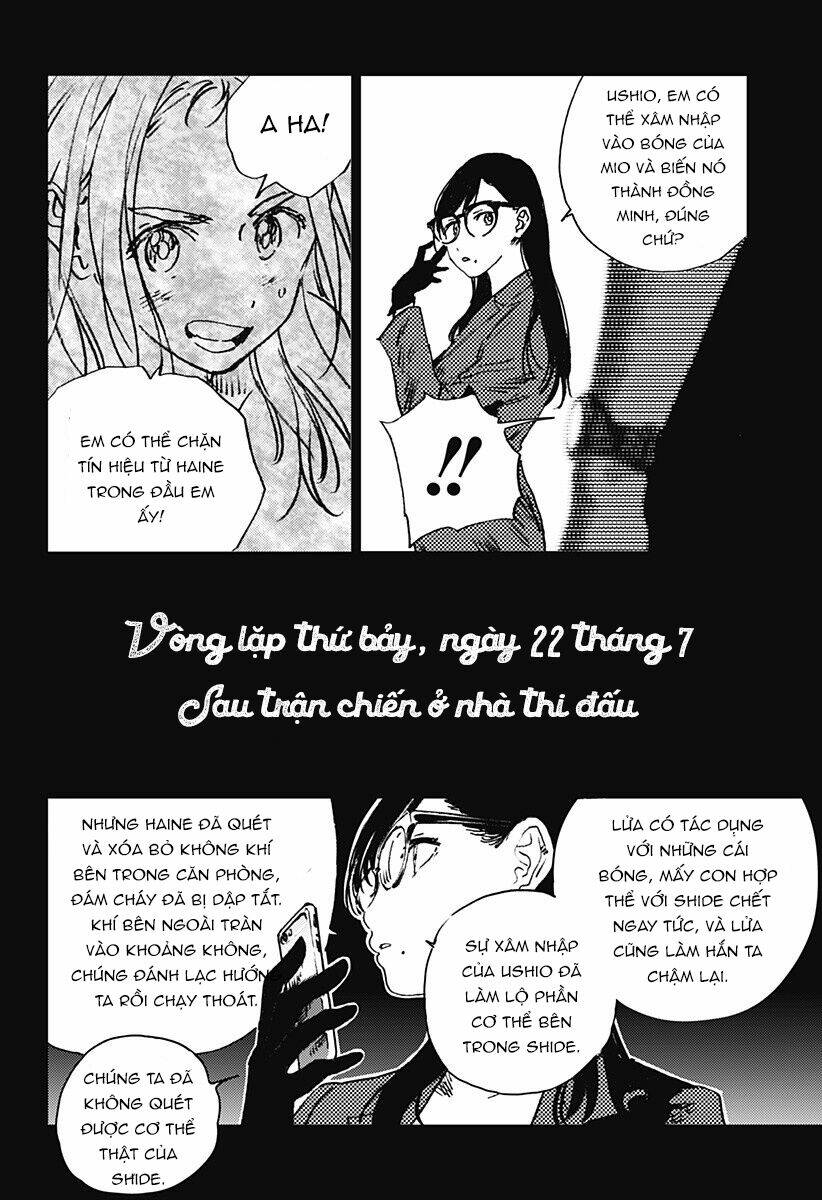 USHIO, EM CÓ
THỂ XÂM NHẬP
VÀO BÓNG CỦA
MIO VÀ BIẾN NÓ
THÀNH ĐỒNG
MINH, ĐÚNG
CHỨ?
!!
A HA!
EM CÓ THỂ CHẶN
TÍN HIỆU TỪ HAINE
TRONG ĐẦU EM
ẤY!
Vòng lặp thứ bảy, ngày 22 tháng 7
Sau trận chiến ở nhà thi đấu
LỬA CÓ TÁC DỤNG
VỚI NHỮNG CÁI
BÓNG, MẤY CON HỢP
THỂ VỚI SHIDE CHẾT
NGAY TỨC, VÀ LỬA
CŨNG LÀM HẮN TA
CHẬM LẠI.
SỰ XÂM NHẬP
CỦA USHIO ĐÃ
LÀM LỘ PHẦN
CƠ THỂ BÊN
TRONG SHIDE.
NHƯNG HAINE ĐÃ QUÉT
VÀ XÓA BỎ KHÔNG KHÍ
BÊN TRONG CĂN PHÒNG,
ĐÁM CHÁY ĐÃ BỊ DẬP TẮT.
KHÍ BÊN NGOÀI TRÀN
VÀO KHOẢNG KHÔNG,
CHÚNG ĐÁNH LẠC HƯỚNG
TA RỒI CHẠY THOÁT.
CHÚNG TA ĐÃ
KHÔNG QUÉT
ĐƯỢC CƠ THỂ
THẬT CỦA
SHIDE.